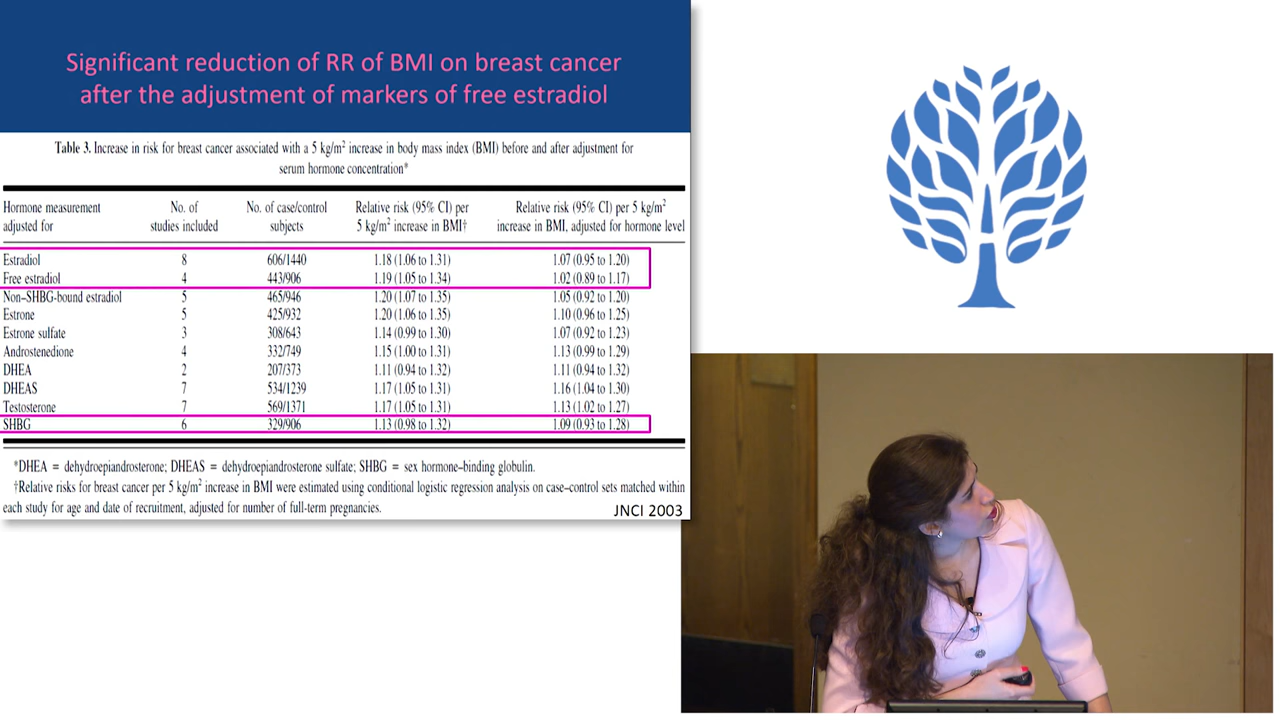 Significant reduction of RR of BMI on breast cancer
after the adjustment of markers of free estradiol
Table 3. Increase in risk for breast cancer associated with a 5 kg/m² increase in body mass index (BMI) before and after adjustment for
serum hormone concentration*
Hormone measurement adjusted for No. of studies included No. of case/control subjects Relative risk (95% CI) per 5 kg/m² increase in BMI† Relative risk (95% CI) per 5 kg/m² increase in BMI, adjusted for hormone level
Estradiol 8 606/1440 1.18 (1.06 to 1.31) 1.07 (0.95 to 1.20)
Free estradiol 4 443/906 1.19 (1.05 to 1.34) 1.02 (0.89 to 1.17)
Non–SHBG-bound estradiol 5 465/946 1.20 (1.07 to 1.35) 1.05 (0.92 to 1.20)
Estrone 5 425/932 1.20 (1.06 to 1.35) 1.10 (0.96 to 1.25)
Estrone sulfate 3 308/643 1.14 (0.99 to 1.30) 1.07 (0.92 to 1.23)
Androstenedione 4 332/749 1.15 (1.00 to 1.31) 1.13 (0.99 to 1.29)
DHEA 2 207/373 1.11 (0.94 to 1.32) 1.11 (0.94 to 1.32)
DHEAS 7 534/1239 1.17 (1.05 to 1.31) 1.16 (1.04 to 1.30)
Testosterone 7 569/1371 1.17 (1.05 to 1.31) 1.13 (1.02 to 1.27)
SHBG 6 329/906 1.13 (0.98 to 1.32) 1.09 (0.93 to 1.28)
*DHEA = dehydroepiandrosterone; DHEAS = dehydroepiandrosterone sulfate; SHBG = sex hormone–binding globulin.
†Relative risks for breast cancer per 5 kg/m² increase in BMI were estimated using conditional logistic regression analysis on case–control sets matched within
each study for age and date of recruitment, adjusted for number of full-term pregnancies.
JNCI 2003